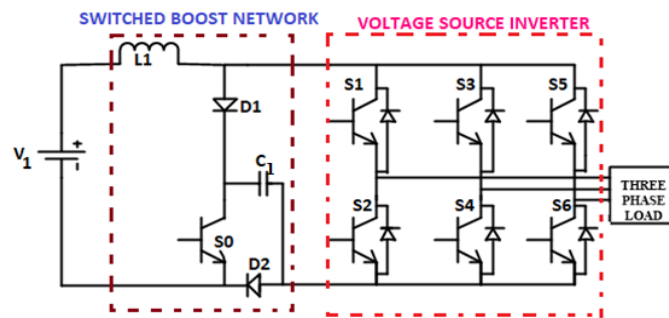 SWITCHED BOOST NETWORK
VOLTAGE SOURCE INVERTER
L1
S1
S3
S5
D1
V1
C1
THREE
PHASE
LOAD
S2
S4
S6
S0
D2